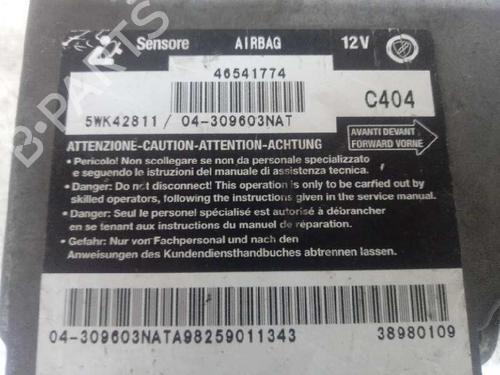 Sensore AIRBAG 12V
46541774
5WK42811 / 04-309603NAT C404
ATTENZIONE-CAUTION-ATTENTION-ACHTUNG
AVANTI DEVANT
FORWARD VORNE
• Pericolo! Non scollegare se non da personale specializzato
e seguendo le istruzioni del manuale di assistenza tecnica.
• Danger: Do not disconnect! This operation is only to be carried out by
skilled operators, following the instructions given in the service manual.
• Danger: Seul le personel spécialisé est autorisé à débrancher
en se tenant aux instructions du manuel de réparation.
• Gefahr: Nur von Fachpersonal und nach den
Anweisungen des Kundendiensthandbuches abtrennen lassen.
04-309603NATA98259011343 38980109
B-PARTS